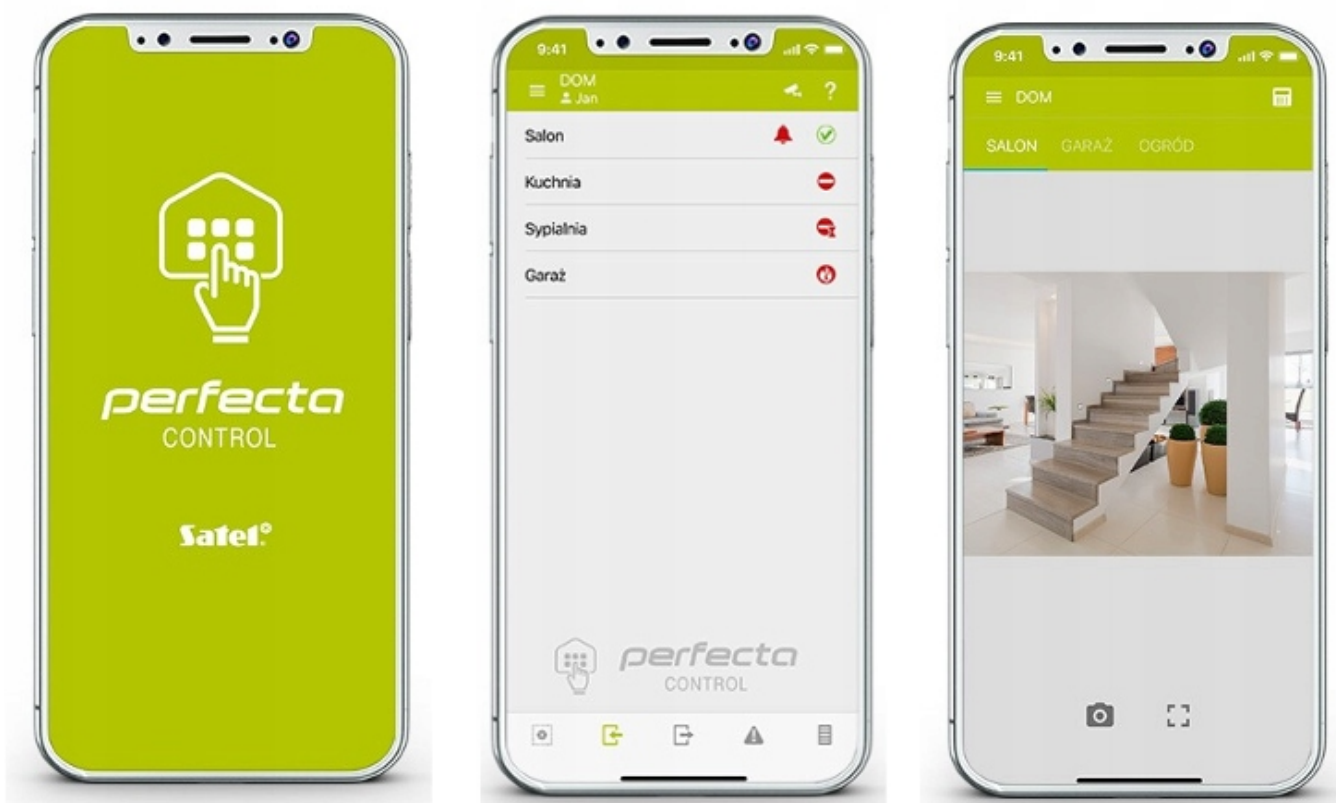 perfecta
CONTROL
Satel®
9:41
DOM
Jan
?
Salon
Kuchnia
Sypialnia
Garaż
perfecta
CONTROL
9:41
DOM
SALON GARAŻ OGRÓD